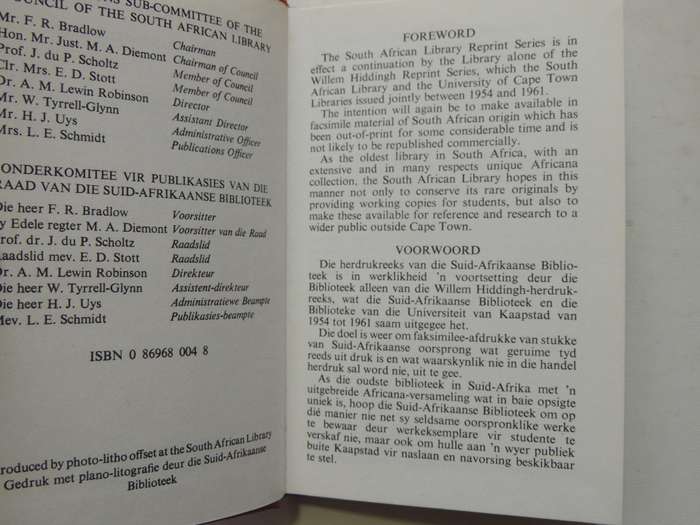 NS SUB-COMMITTEE OF THE
OUNCIL OF THE SOUTH AFRICAN LIBRARY
Mr. F. R. Bradlow Chairman
Hon. Mr. Just. M. A. Diemont Chairman of Council
Prof. J. du P. Scholtz Member of Council
Clr. Mrs. E. D. Stott Member of Council
Dr. A. M. Lewin Robinson Director
Mr. W. Tyrrell-Glynn Assistant Director
Mr. H. J. Uys Administrative Officer
Mrs. L. E. Schmidt Publications Officer
ONDERKOMITEE VIR PUBLIKASIES VAN DIE
RAAD VAN DIE SUID-AFRIKAANSE BIBLIOTEEK
Die heer F. R. Bradlow Voorsitter
y Edele regter M. A. Diemont Voorsitter van die Raad
Prof. dr. J. du P. Scholtz Raadslid
Raadslid mev. E. D. Stott Raadslid
Dr. A. M. Lewin Robinson Direkteur
Die heer W. Tyrrell-Glynn Assistent-direkteur
Die heer H. J. Uys Administratiewe Beampte
Mev. L. E. Schmidt Publikasies-beampte
ISBN 0 86968 004 8
roduced by photo-litho offset at the South African Library
Gedruk met plano-litografie deur die Suid-Afrikaanse
Biblioteek
FOREWORD
The South African Library Reprint Series is in
effect a continuation by the Library alone of the
Willem Hiddingh Reprint Series, which the South
African Library and the University of Cape Town
Libraries issued jointly between 1954 and 1961.
The intention will again be to make available in
facsimile material of South African origin which has
been out-of-print for some considerable time and is
not likely to be republished commercially.
As the oldest library in South Africa, with an
extensive and in many respects unique Africana
collection, the South African Library hopes in this
manner not only to conserve its rare originals by
providing working copies for students, but also to
make these available for reference and research to a
wider public outside Cape Town.
VOORWOORD
Die herdrukreeks van die Suid-Afrikaanse Biblio-
teek is in werklikheid 'n voortsetting deur die
Biblioteek alleen van die Willem Hiddingh-herdruk-
reeks, wat die Suid-Afrikaanse Biblioteek en die
Biblioteke van die Universiteit van Kaapstad van
1954 tot 1961 saam uitgegee het.
Die doel is weer om faksimilee-afdrukke van stukke
van Suid-Afrikaanse oorsprong wat geruime tyd
reeds uit druk is en wat waarskynlik nie in die handel
herdruk sal word nie, uit te gee.
As die oudste biblioteek in Suid-Afrika met 'n
uitgebreide Africana-versameling wat in baie opsigte
uniek is, hoop die Suid-Afrikaanse Biblioteek om op
dié manier nie net sy seldsame oorspronklike werke
te bewaar deur werkeksemplare vir studente te
verskaf nie, maar ook om hulle aan 'n wyer publiek
buite Kaapstad vir naslaan en navorsing beskikbaar
te stel.